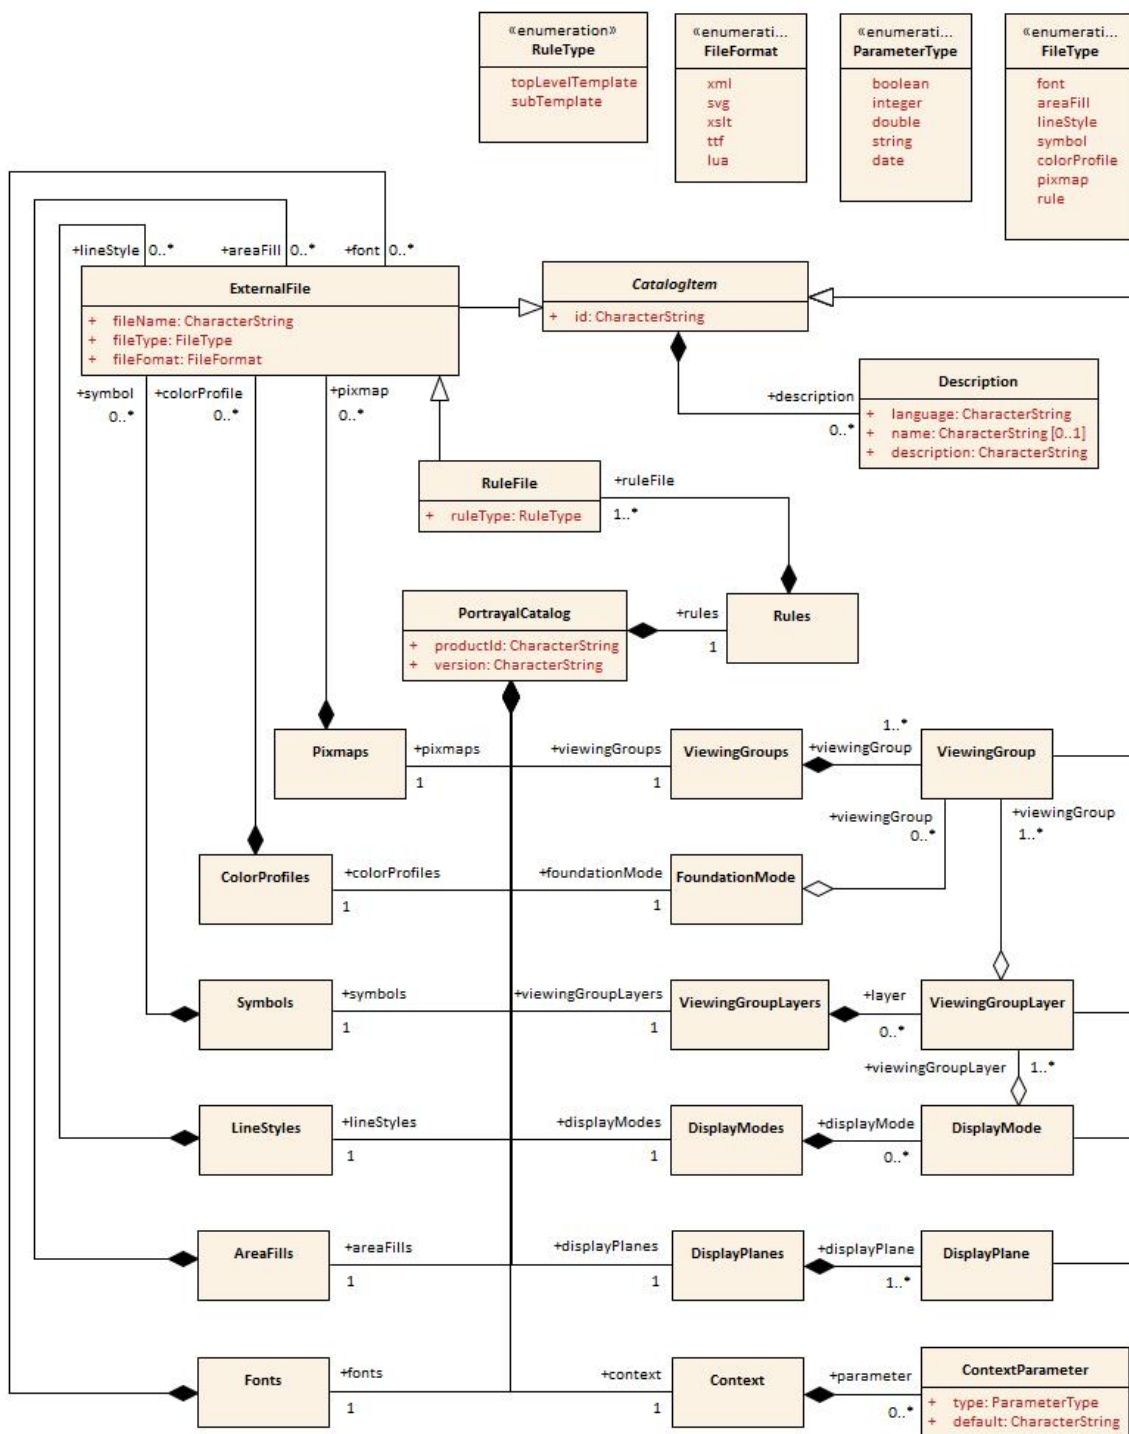 «enumeration»
RuleType
topLevelTemplate
subTemplate
«enumerati...
FileFormat
xml
svg
xslt
ttf
lua
«enumerati...
ParameterType
boolean
integer
double
string
date
«enumerati...
FileType
font
areaFill
lineStyle
symbol
colorProfile
pixmap
rule
+lineStyle 0..*
+areaFill 0..*
+font 0..*
ExternalFile
+ fileName: CharacterString
+ fileType: FileType
+ fileFomat: FileFormat
CatalogItem
+ id: CharacterString
+symbol
0..*
+colorProfile
0..*
+pixmap
0..*
+description
0..*
Description
+ language: CharacterString
+ name: CharacterString [0..1]
+ description: CharacterString
RuleFile
+ ruleType: RuleType
+ruleFile
1..*
PortrayalCatalog
+ productId: CharacterString
+ version: CharacterString
+rules
1
Rules
Pixmaps
+pixmaps
1
+viewingGroups
1
ViewingGroups
1..*
+viewingGroup
ViewingGroup
+viewingGroup
0..*
+viewingGroup
1..*
ColorProfiles
+colorProfiles
1
+foundationMode
1
FoundationMode
Symbols
+symbols
1
+viewingGroupLayers
1
ViewingGroupLayers
+layer
0..*
ViewingGroupLayer
+viewingGroupLayer 1..*
LineStyles
+lineStyles
1
+displayModes
1
DisplayModes
+displayMode
0..*
DisplayMode
AreaFills
+areaFills
1
+displayPlanes
1
DisplayPlanes
+displayPlane
1..*
DisplayPlane
Fonts
+fonts
1
+context
1
Context
+parameter
0..*
ContextParameter
+ type: ParameterType
+ default: CharacterString